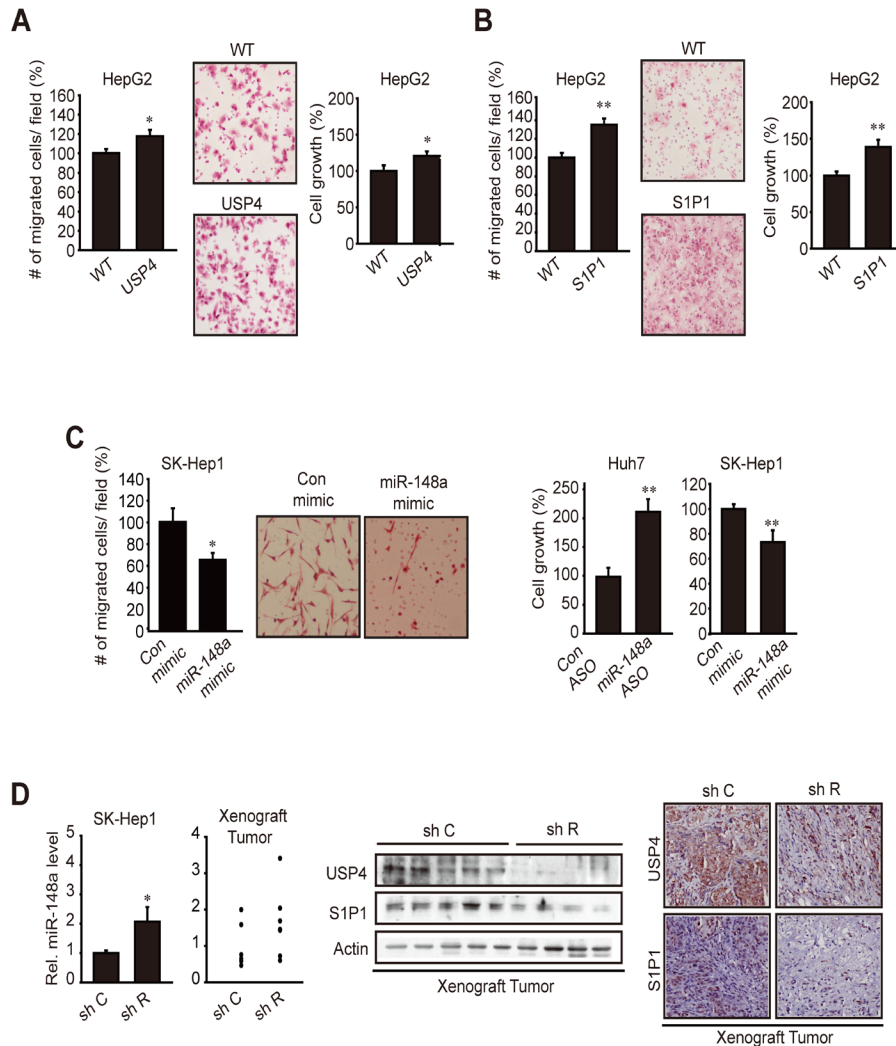 A
HepG2
# of migrated cells/ field (%)
160
140
120
100
80
60
40
20
0
*
WT
USP4
WT
USP4
HepG2
Cell growth (%)
200
150
100
50
0
*
WT
USP4
B
HepG2
# of migrated cells/ field (%)
160
140
120
100
80
60
40
20
0
**
WT
S1P1
WT
S1P1
HepG2
Cell growth (%)
200
150
100
50
0
**
WT
S1P1
C
SK-Hep1
# of migrated cells/ field (%)
140
120
100
80
60
40
20
0
*
Con
mimic
miR-148a
mimic
Con
mimic
miR-148a
mimic
Huh7
Cell growth (%)
250
200
150
100
50
0
**
Con
ASO
miR-148a
ASO
SK-Hep1
120
100
80
60
40
20
0
**
Con
mimic
miR-148a
mimic
D
SK-Hep1
Rel. miR-148a level
5
4
3
2
1
0
*
sh C
sh R
Xenograft
Tumor
4
3
2
1
0
sh C
sh R
sh C
sh R
USP4
S1P1
Actin
Xenograft Tumor
sh C
sh R
USP4
S1P1
Xenograft Tumor